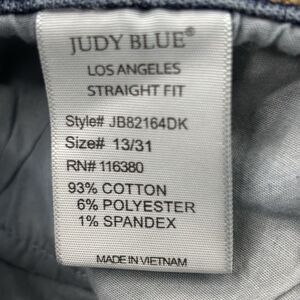 JUDY BLUE®
LOS ANGELES
STRAIGHT FIT
Style# JB82164DK
Size# 13/31
RN# 116380
93% COTTON
6% POLYESTER
1% SPANDEX
MADE IN VIETNAM